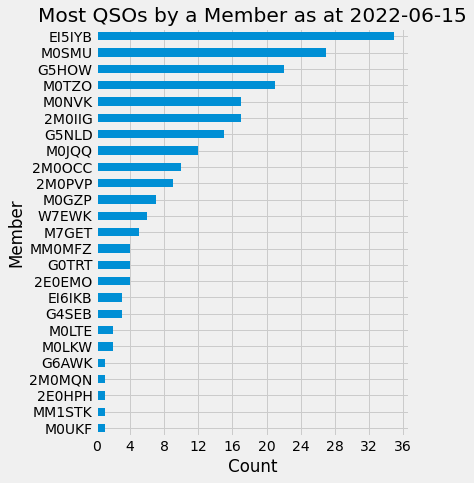 Most QSOs by a Member as at 2022-06-15
EI5IYB
M0SMU
G5HOW
M0TZO
M0NVK
2M0IIG
G5NLD
M0JQQ
2M0OCC
2M0PVP
M0GZP
W7EWK
M7GET
MM0MFZ
G0TRT
2E0EMO
EI6IKB
G4SEB
M0LTE
M0LKW
G6AWK
2M0MQN
2E0HPH
MM1STK
M0UKF
Member
0 4 8 12 16 20 24 28 32 36
Count